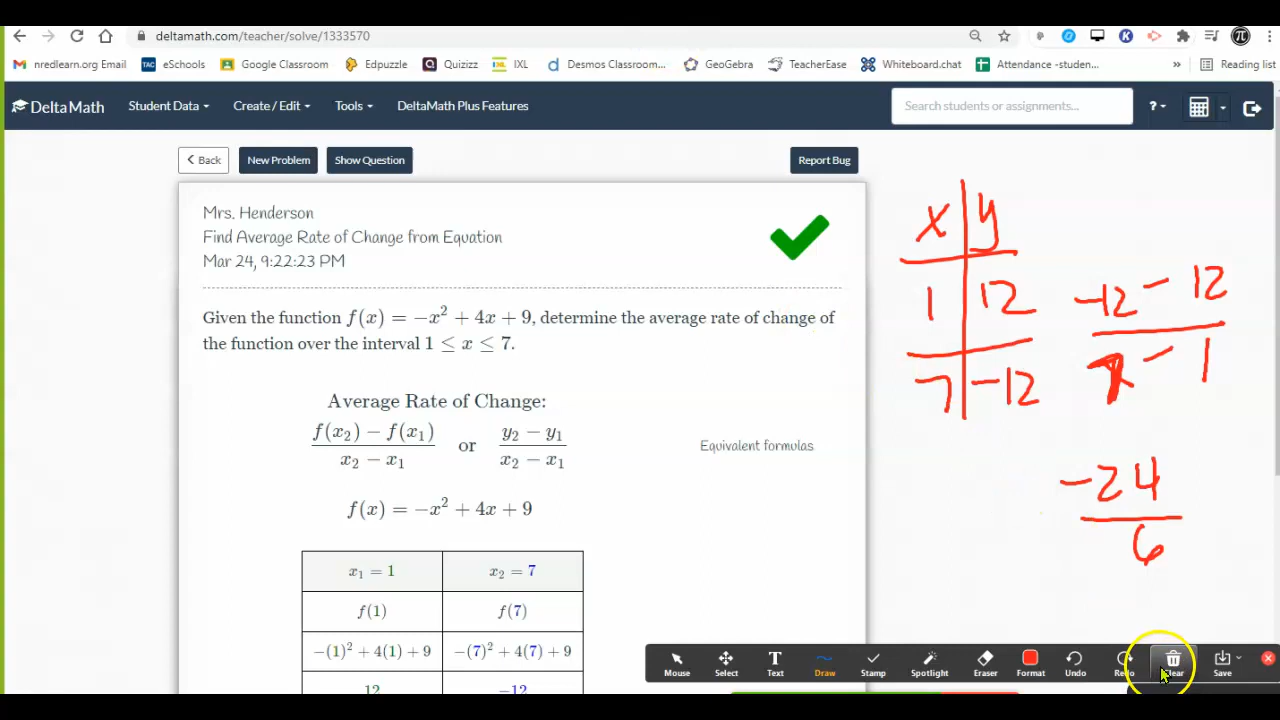 deltamath.com/teacher/solve/1333570
nredlearn.org Email eSchools Google Classroom Edpuzzle Quizizz IXL Desmos Classroom... GeoGebra TeacherEase Whiteboard.chat Attendance -studen... » Reading list
DeltaMath Student Data Create / Edit Tools DeltaMath Plus Features Search students or assignments... ?
Back New Problem Show Question Report Bug
Mrs. Henderson
Find Average Rate of Change from Equation
Mar 24, 9:22:23 PM
Given the function f(x) = −x² + 4x + 9, determine the average rate of change of
the function over the interval 1 ≤ x ≤ 7.
Average Rate of Change:
f(x₂) − f(x₁) / x₂ − x₁ or y₂ − y₁ / x₂ − x₁ Equivalent formulas
f(x) = −x² + 4x + 9
x₁ = 1 x₂ = 7
f(1) f(7)
−(1)² + 4(1) + 9 −(7)² + 4(7) + 9
12 −12
x y
1 12
7 −12
−12 − 12
7 − 1
−24
6
Mouse Select Text Draw Stamp Spotlight Eraser Format Undo Redo Clear Save